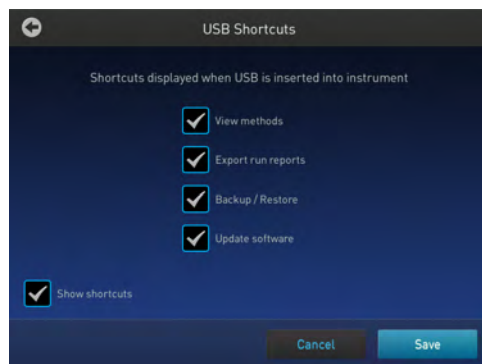 USB Shortcuts
Shortcuts displayed when USB is inserted into instrument
View methods
Export run reports
Backup / Restore
Update software
Show shortcuts
Cancel Save